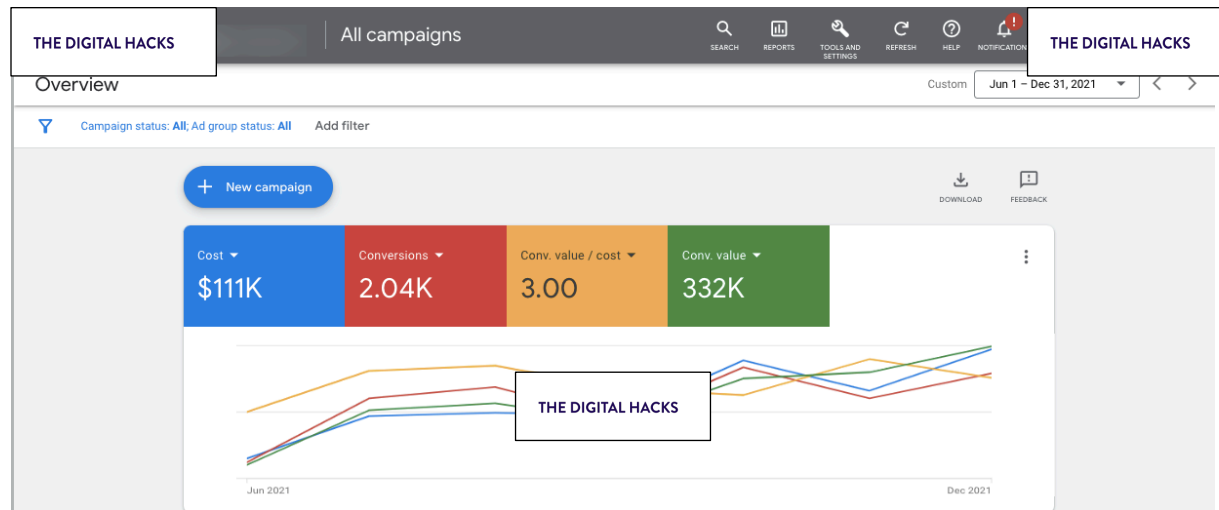 THE DIGITAL HACKS
All campaigns
SEARCH
REPORTS
TOOLS AND
SETTINGS
REFRESH
HELP
!
NOTIFICATION
THE DIGITAL HACKS
Overview
Custom
Jun 1 – Dec 31, 2021
Campaign status: All; Ad group status: All
Add filter
+ New campaign
DOWNLOAD
FEEDBACK
Cost
$111K
Conversions
2.04K
Conv. value / cost
3.00
Conv. value
332K
THE DIGITAL HACKS
Jun 2021
Dec 2021